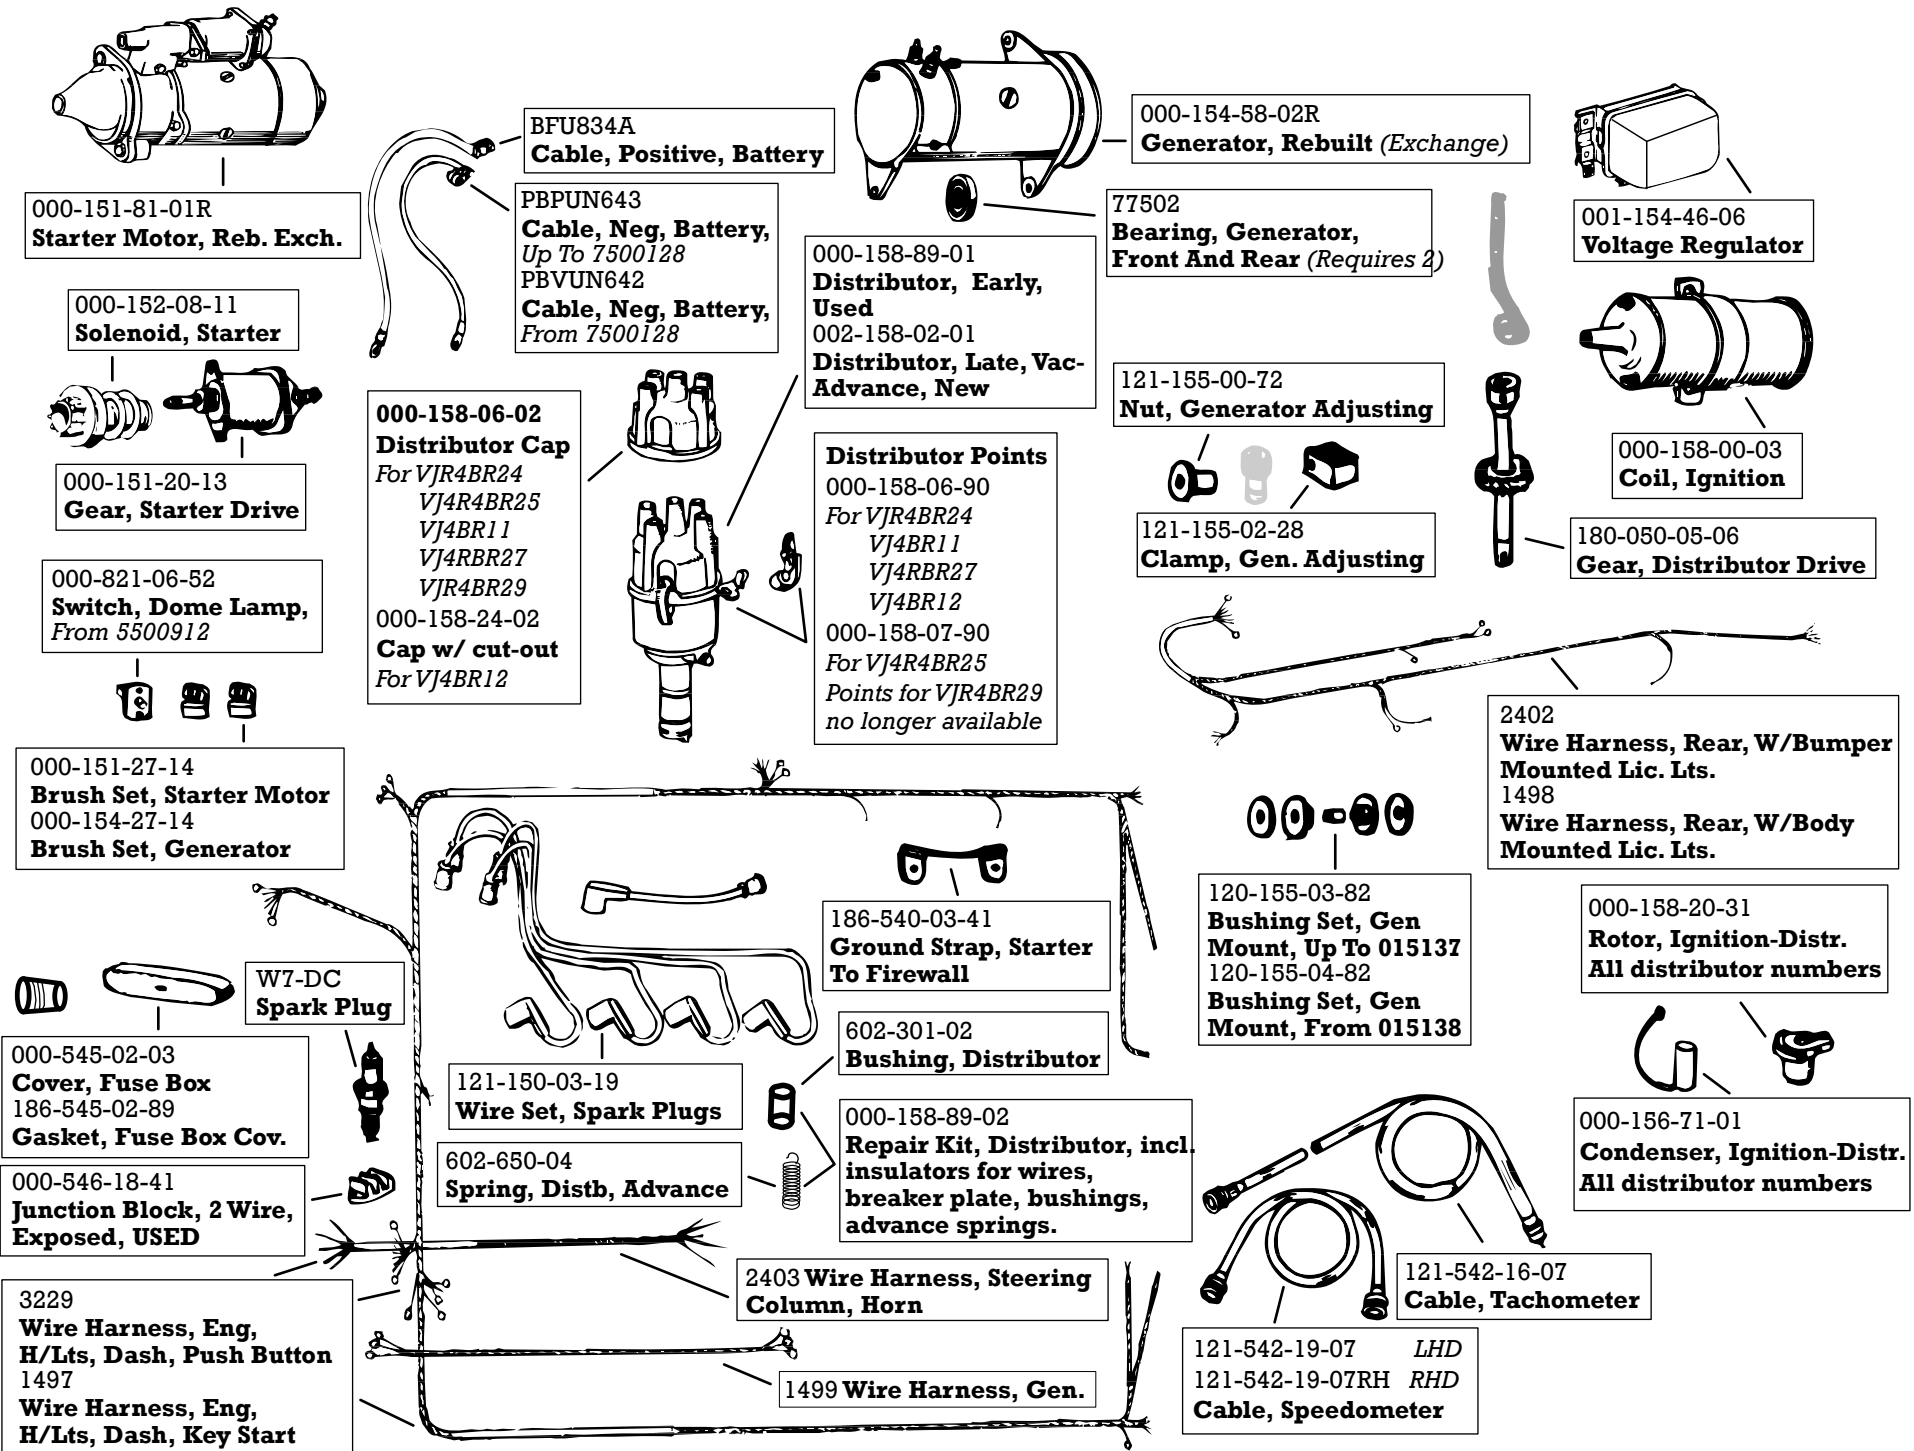 000-151-81-01R
Starter Motor, Reb. Exch.
BFU834A
Cable, Positive, Battery
PBPUN643
Cable, Neg, Battery,
Up To 7500128
PBVUN642
Cable, Neg, Battery,
From 7500128
000-154-58-02R
Generator, Rebuilt (Exchange)
77502
Bearing, Generator,
Front And Rear (Requires 2)
001-154-46-06
Voltage Regulator
000-152-08-11
Solenoid, Starter
000-151-20-13
Gear, Starter Drive
000-158-89-01
Distributor, Early,
Used
002-158-02-01
Distributor, Late, Vac-
Advance, New
121-155-00-72
Nut, Generator Adjusting
121-155-02-28
Clamp, Gen. Adjusting
000-158-00-03
Coil, Ignition
180-050-05-06
Gear, Distributor Drive
000-158-06-02
Distributor Cap
For VJR4BR24
VJ4R4BR25
VJ4BR11
VJ4RBR27
VJR4BR29
000-158-24-02
Cap w/ cut-out
For VJ4BR12
Distributor Points
000-158-06-90
For VJR4BR24
VJ4BR11
VJ4RBR27
VJ4BR12
000-158-07-90
For VJ4R4BR25
Points for VJR4BR29
no longer available
000-821-06-52
Switch, Dome Lamp,
From 5500912
000-151-27-14
Brush Set, Starter Motor
000-154-27-14
Brush Set, Generator
2402
Wire Harness, Rear, W/Bumper
Mounted Lic. Lts.
1498
Wire Harness, Rear, W/Body
Mounted Lic. Lts.
120-155-03-82
Bushing Set, Gen
Mount, Up To 015137
120-155-04-82
Bushing Set, Gen
Mount, From 015138
000-158-20-31
Rotor, Ignition-Distr.
All distributor numbers
186-540-03-41
Ground Strap, Starter
To Firewall
W7-DC
Spark Plug
000-545-02-03
Cover, Fuse Box
186-545-02-89
Gasket, Fuse Box Cov.
121-150-03-19
Wire Set, Spark Plugs
602-301-02
Bushing, Distributor
000-158-89-02
Repair Kit, Distributor, incl.
insulators for wires,
breaker plate, bushings,
advance springs.
602-650-04
Spring, Distb, Advance
000-156-71-01
Condenser, Ignition-Distr.
All distributor numbers
000-546-18-41
Junction Block, 2 Wire,
Exposed, USED
2403 Wire Harness, Steering
Column, Horn
121-542-16-07
Cable, Tachometer
3229
Wire Harness, Eng,
H/Lts, Dash, Push Button
1497
Wire Harness, Eng,
H/Lts, Dash, Key Start
1499 Wire Harness, Gen.
121-542-19-07 LHD
121-542-19-07RH RHD
Cable, Speedometer